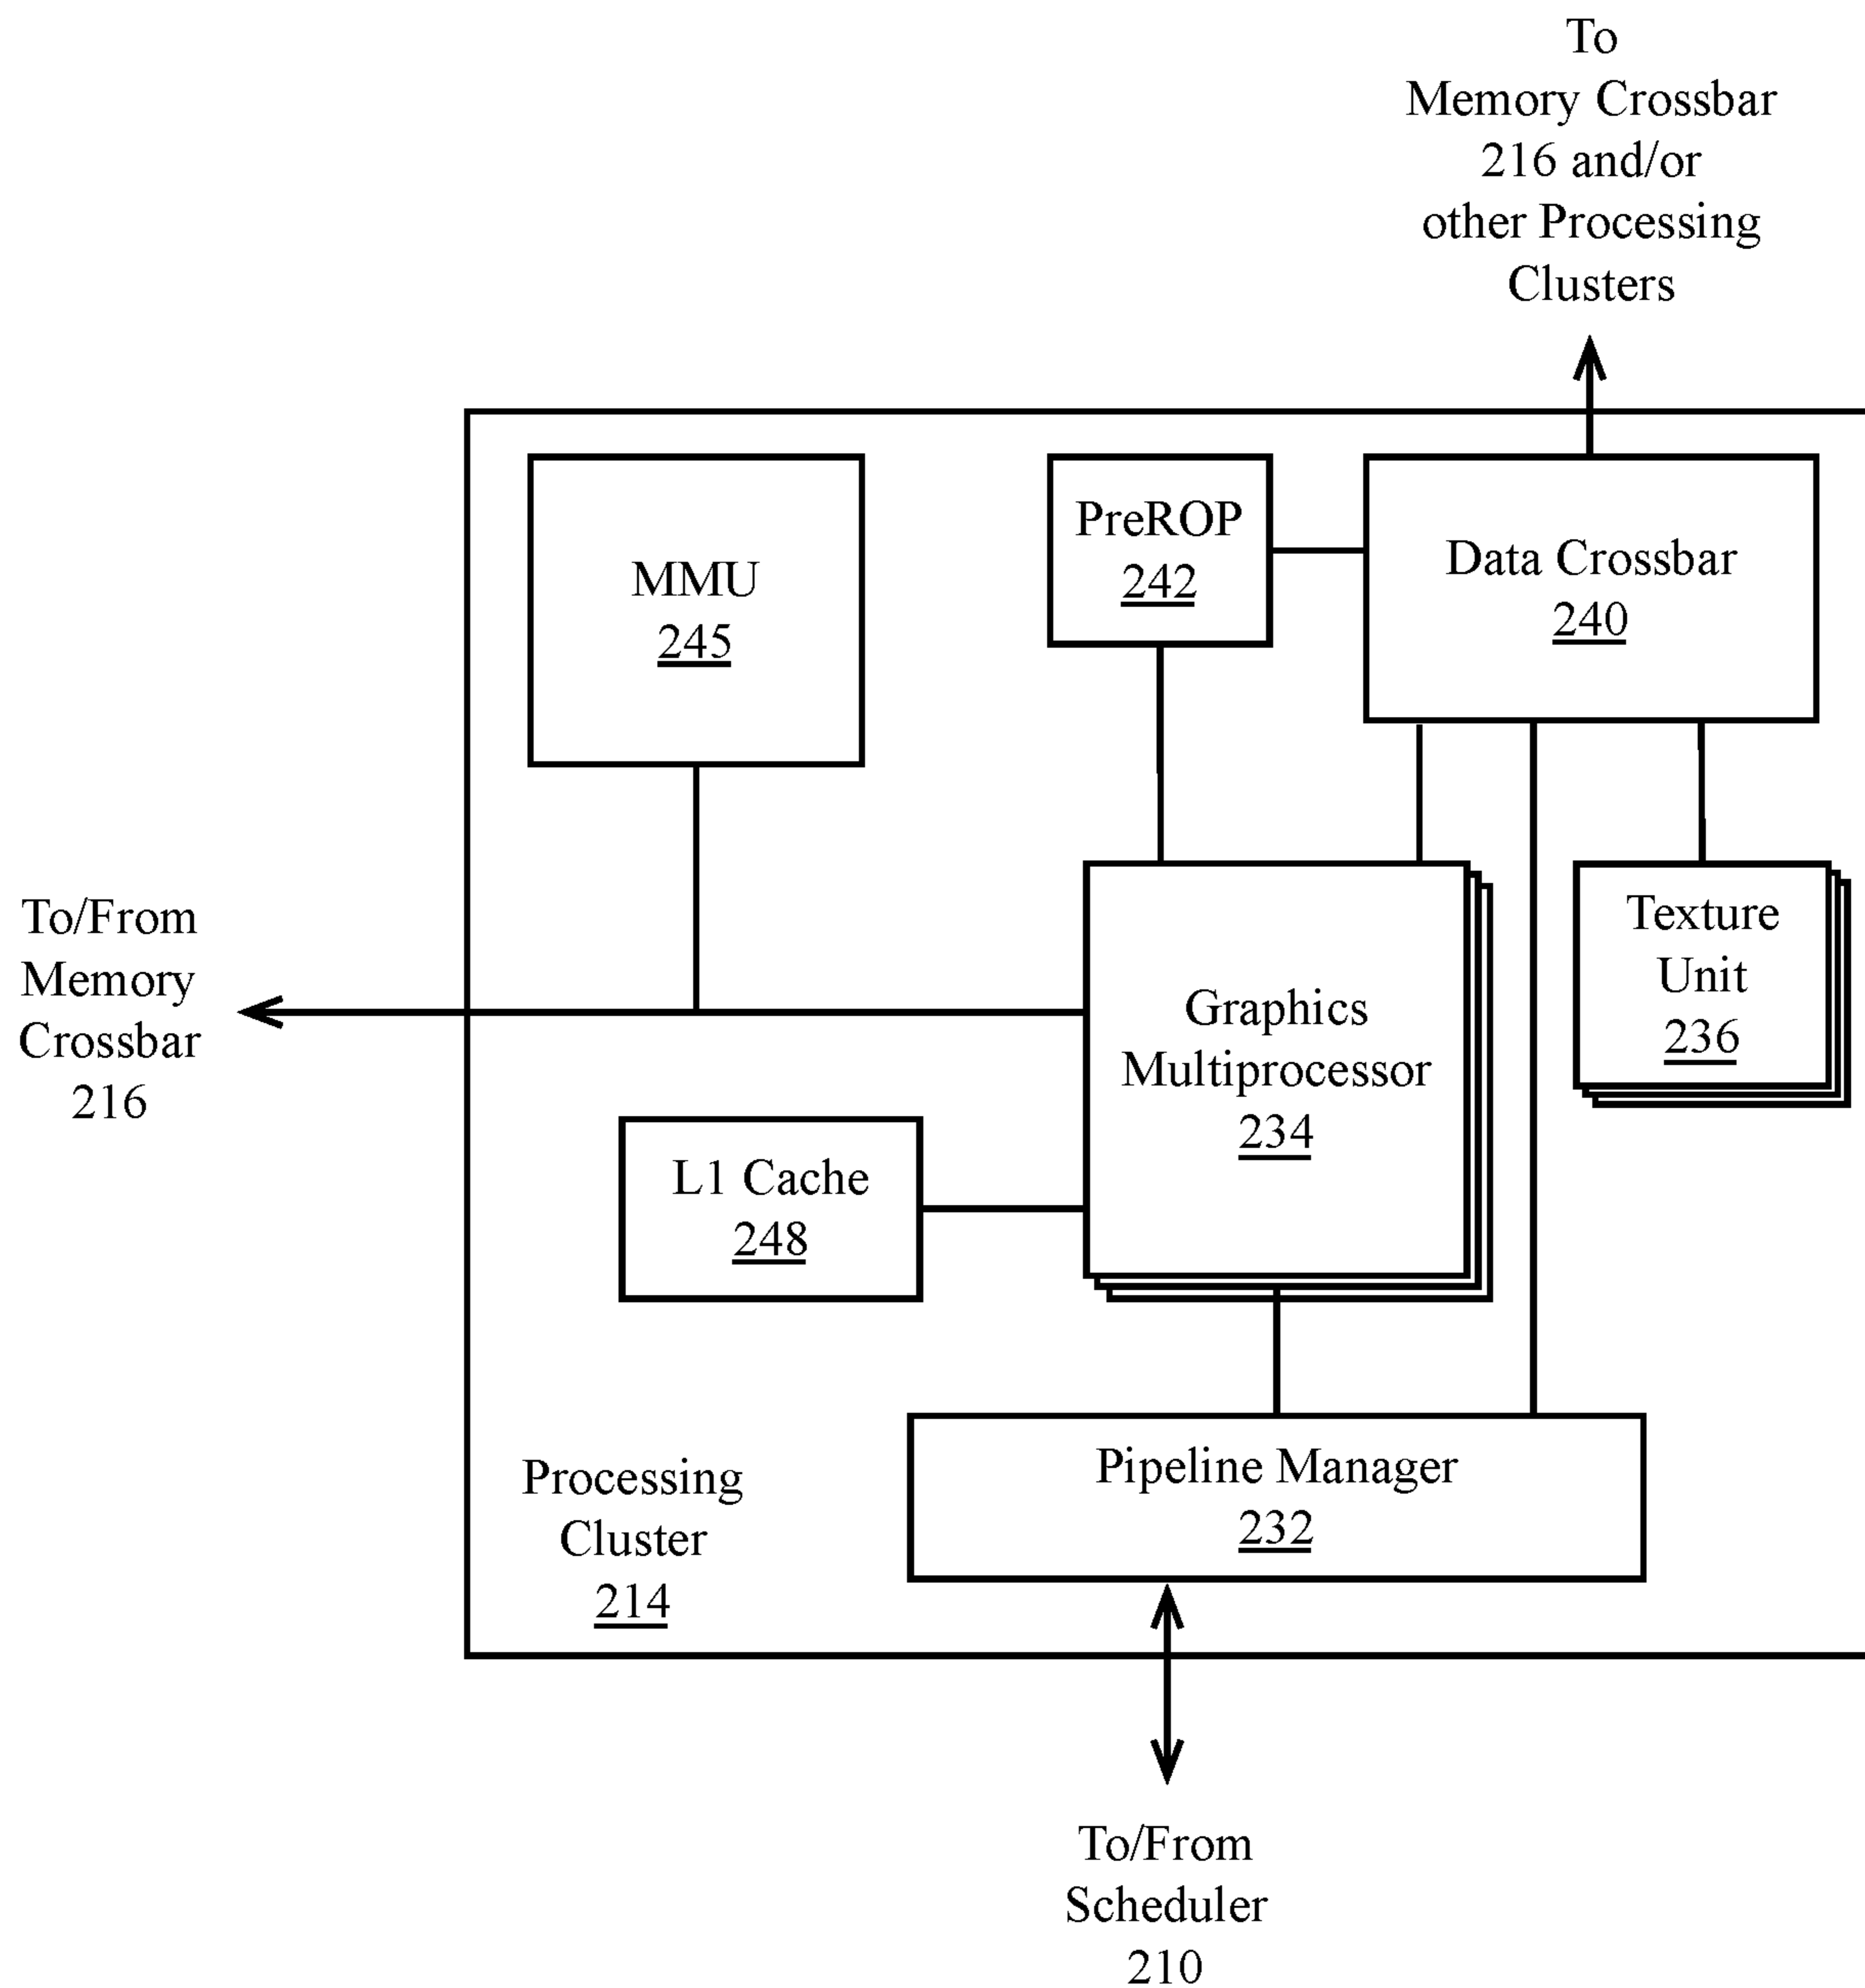 To
Memory Crossbar
216 and/or
other Processing
Clusters
MMU
245
PreROP
242
Data Crossbar
240
To/From
Memory
Crossbar
216
Graphics
Multiprocessor
234
Texture
Unit
236
L1 Cache
248
Pipeline Manager
232
Processing
Cluster
214
To/From
Scheduler
210